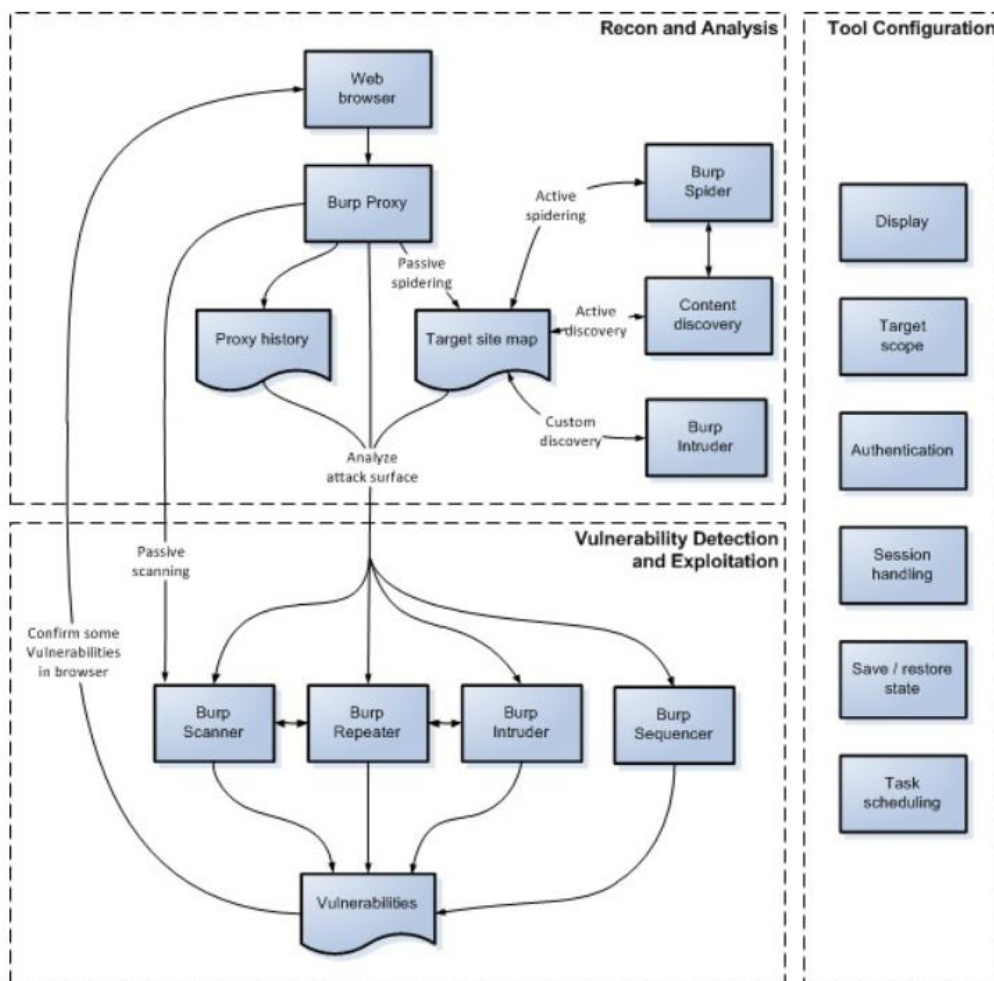 Recon and Analysis
Web
browser
Burp Proxy
Burp
Spider
Active
spidering
Passive
spidering
Proxy history
Target site map
Active
discovery
Content
discovery
Custom
discovery
Burp
Intruder
Analyze
attack surface
Vulnerability Detection
and Exploitation
Passive
scanning
Confirm some
Vulnerabilities
in browser
Burp
Scanner
Burp
Repeater
Burp
Intruder
Burp
Sequencer
Vulnerabilities
Tool Configuration
Display
Target
scope
Authentication
Session
handling
Save / restore
state
Task
scheduling